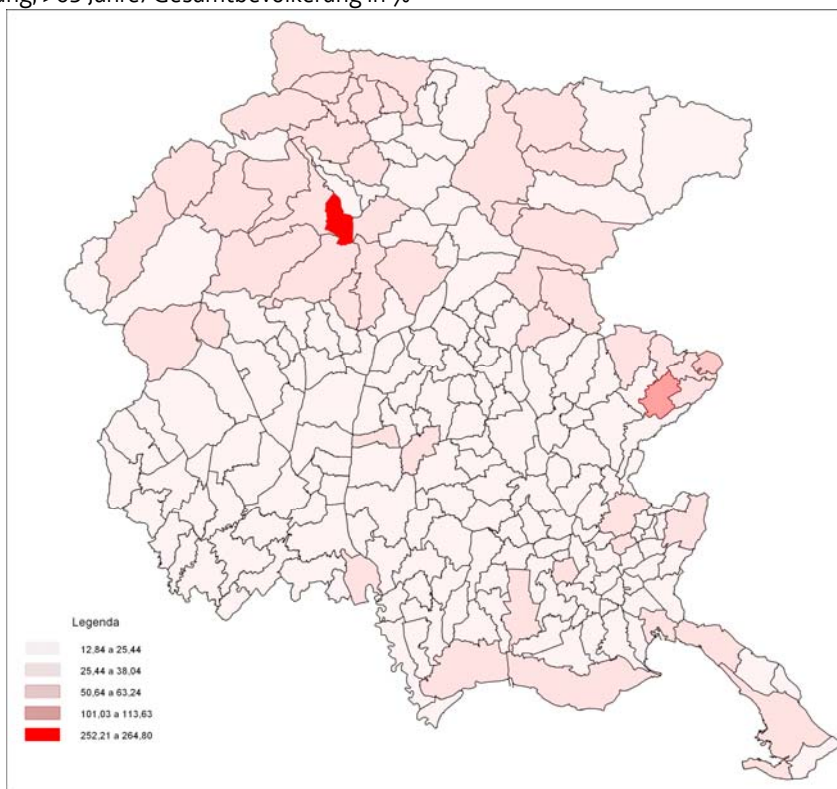 > 65 Jahre/ Gesamtbevölkerung in %
Legenda
12,84 a 25,44
25,44 a 38,04
50,64 a 63,24
101,03 a 113,63
252,21 a 264,80